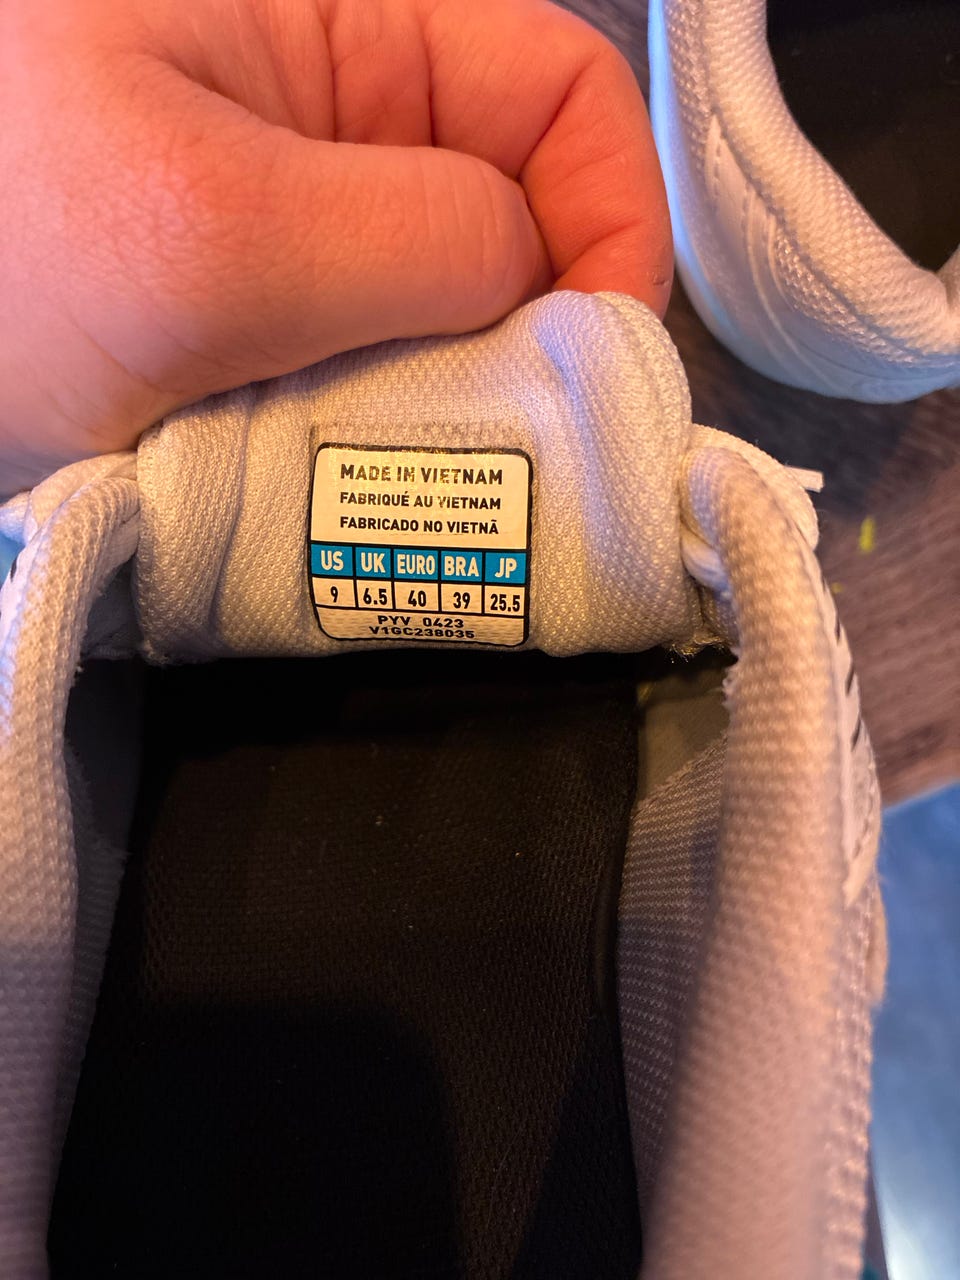 MADE IN VIETNAM
FABRIQUÉ AU VIETNAM
FABRICADO NO VIETNÃ
US UK EURO BRA JP
9 6.5 40 39 25.5
PYV 0423
V1GC238035